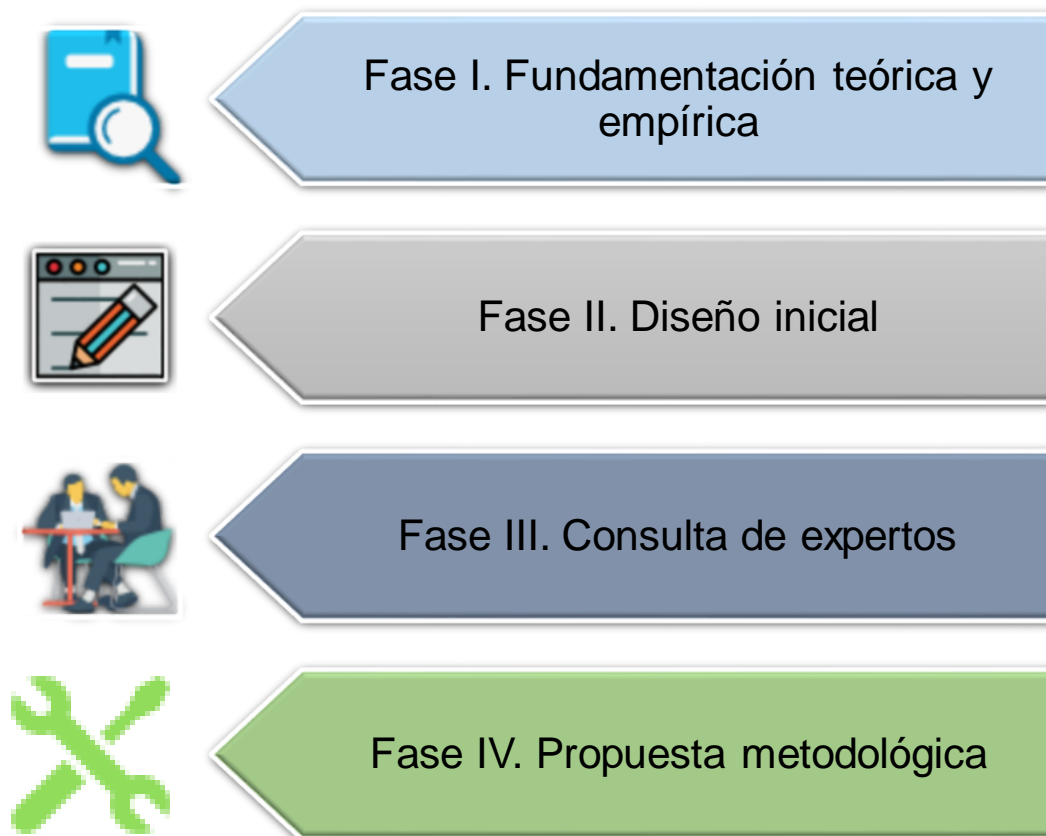 Fase I. Fundamentación teórica y
empírica
Fase II. Diseño inicial
Fase III. Consulta de expertos
Fase IV. Propuesta metodológica